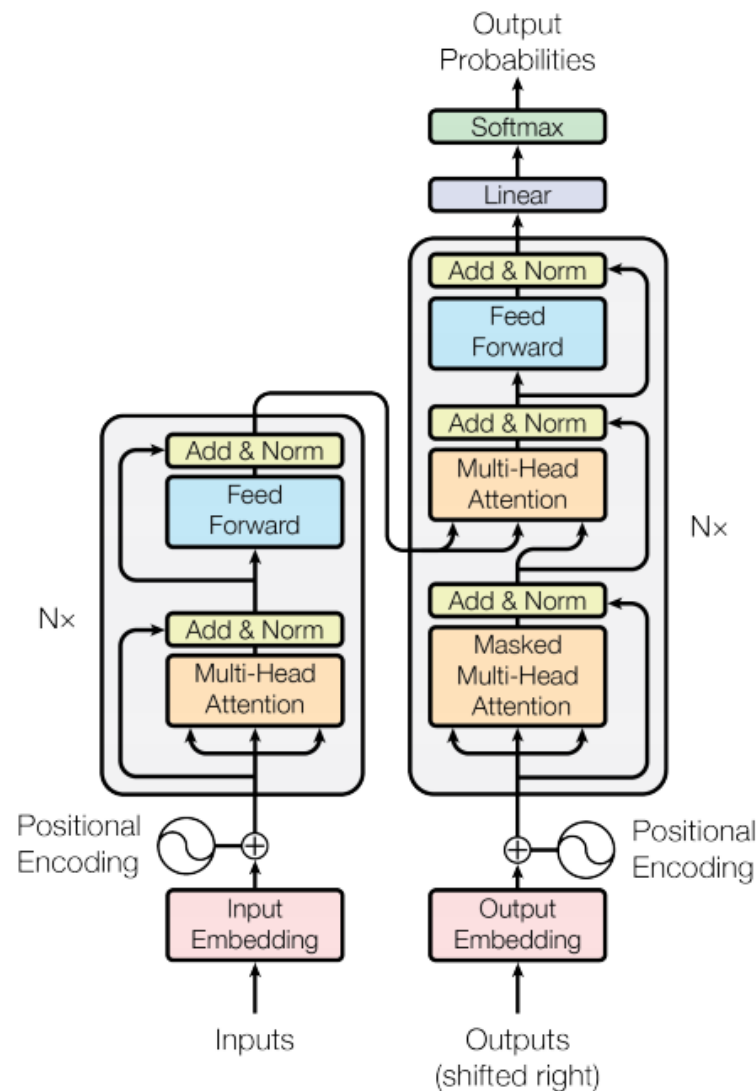 Output
Probabilities
Softmax
Linear
Add & Norm
Feed
Forward
Add & Norm
Multi-Head
Attention
Add & Norm
Masked
Multi-Head
Attention
N×
Add & Norm
Feed
Forward
Add & Norm
Multi-Head
Attention
N×
Positional
Encoding
Positional
Encoding
Input
Embedding
Output
Embedding
Inputs
Outputs
(shifted right)